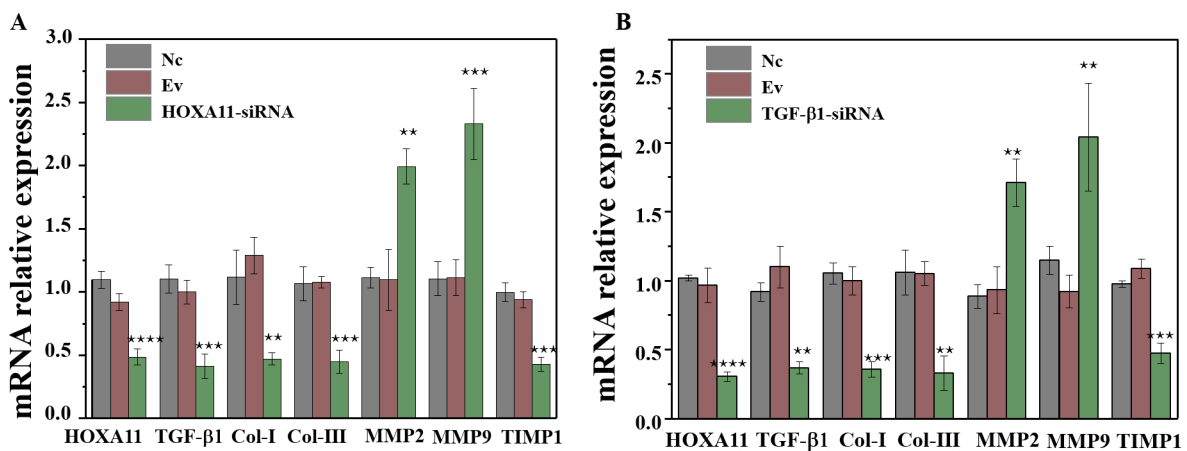 A
mRNA relative expression
3.0
2.5
2.0
1.5
1.0
0.5
0.0
Nc
Ev
HOXA11-siRNA
★★★★
★★★
★★
★★★
★★
★★★
★★★
HOXA11 TGF-β1 Col-I Col-III MMP2 MMP9 TIMP1
B
mRNA relative expression
2.5
2.0
1.5
1.0
0.5
0.0
Nc
Ev
TGF-β1-siRNA
★★★★
★★
★★★
★★
★★
★★
★★★
HOXA11 TGF-β1 Col-I Col-III MMP2 MMP9 TIMP1